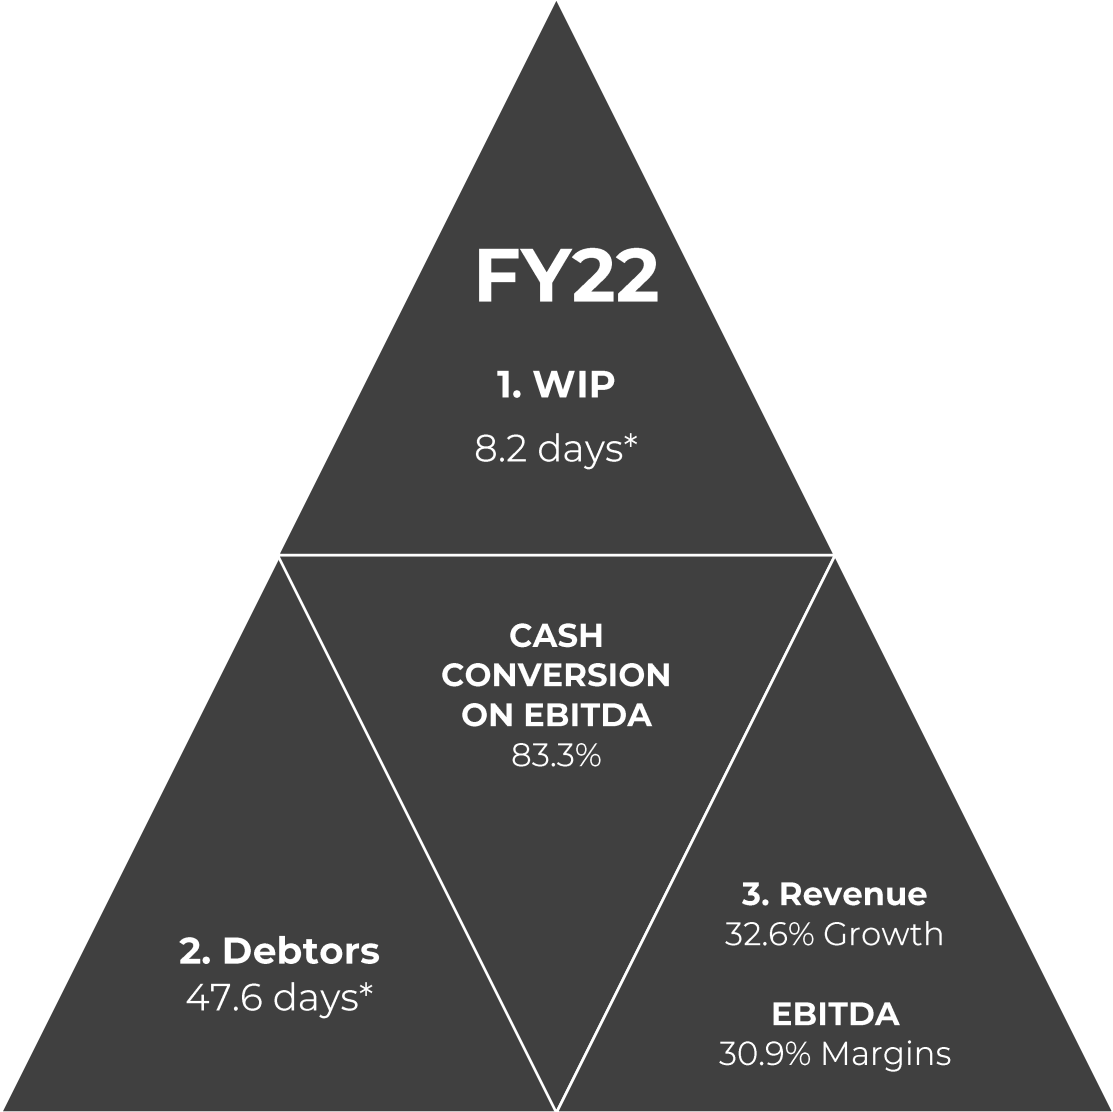 FY22
1. WIP
8.2 days*
CASH
CONVERSION
ON EBITDA
83.3%
2. Debtors
47.6 days*
3. Revenue
32.6% Growth
EBITDA
30.9% Margins